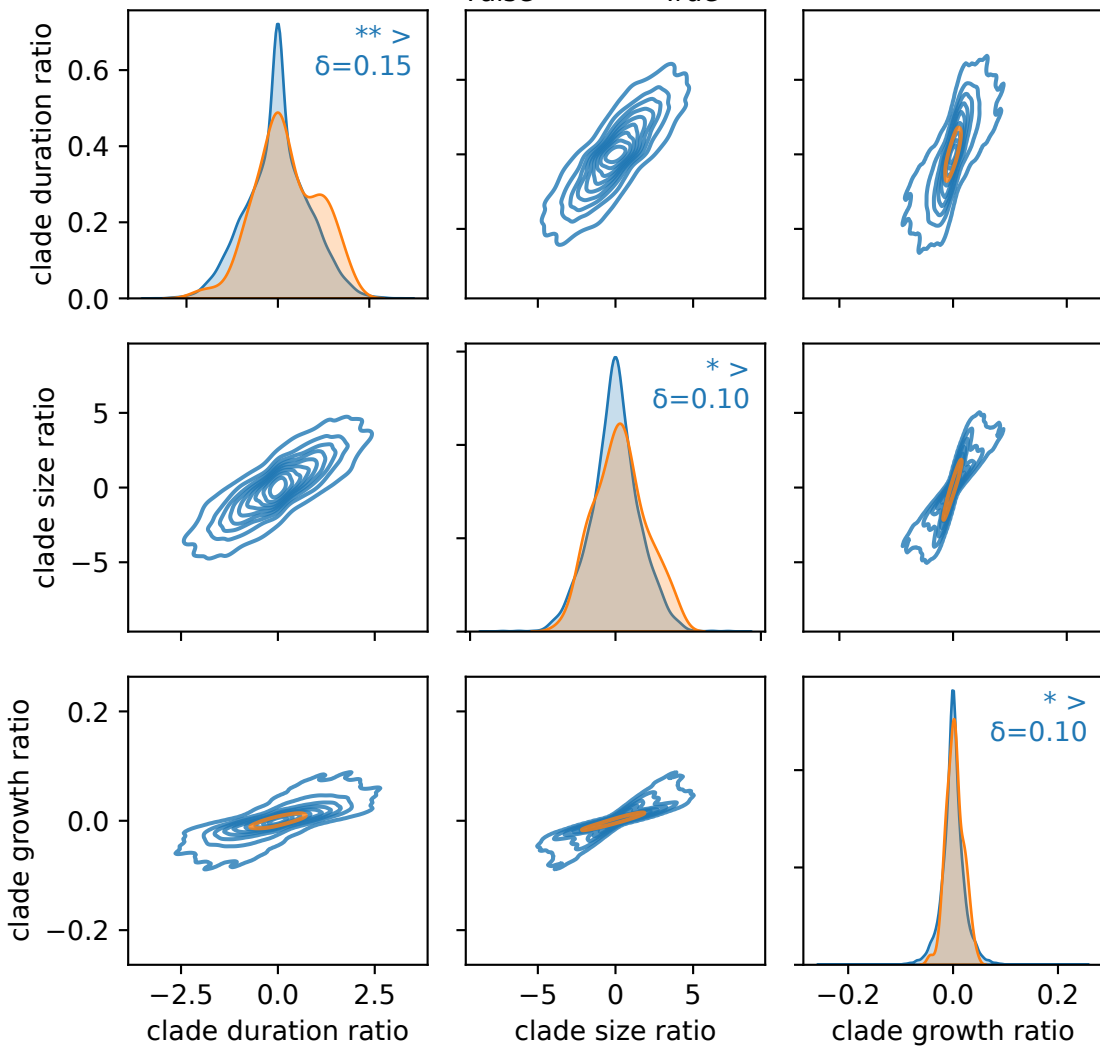 clade duration ratio
0.6
0.4
0.2
0.0
** >
δ=0.15
clade size ratio
5
0
−5
* >
δ=0.10
clade growth ratio
0.2
0.0
−0.2
* >
δ=0.10
−2.5 0.0 2.5
−5 0 5
−0.2 0.0 0.2
clade duration ratio
clade size ratio
clade growth ratio